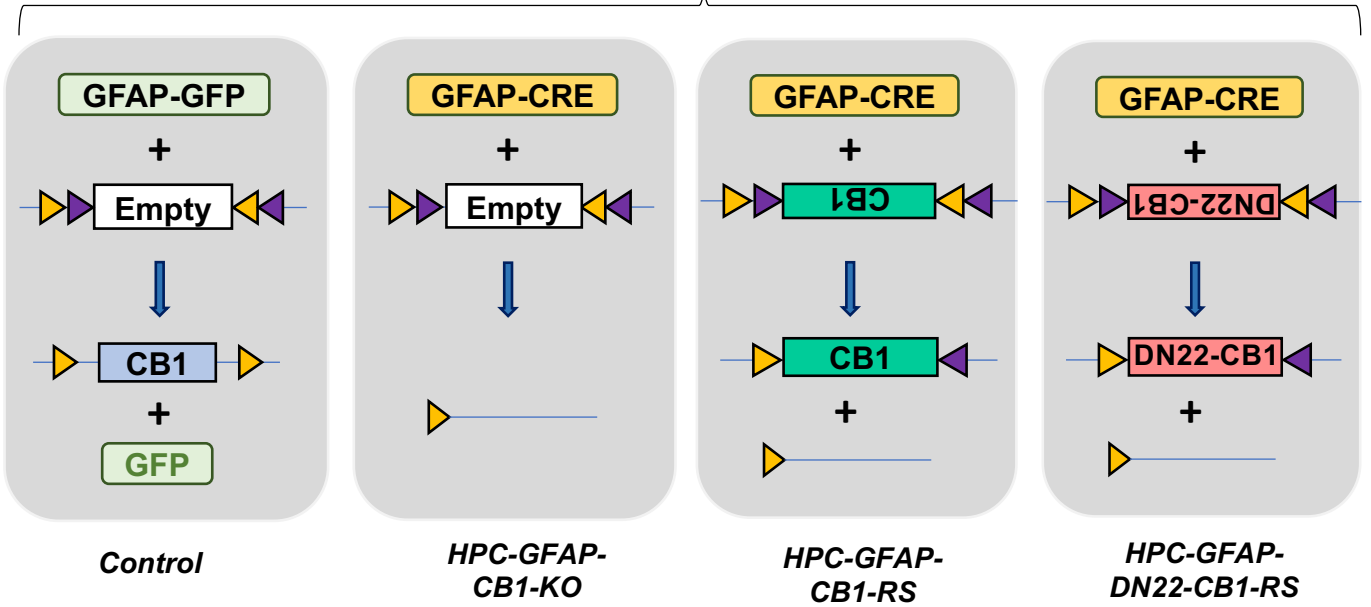 GFAP-GFP
+
Empty
CB1
+
GFP
Control
GFAP-CRE
+
Empty
HPC-GFAP-
CB1-KO
GFAP-CRE
+
CB1
CB1
+
HPC-GFAP-
CB1-RS
GFAP-CRE
+
DN22-CB1
DN22-CB1
+
HPC-GFAP-
DN22-CB1-RS